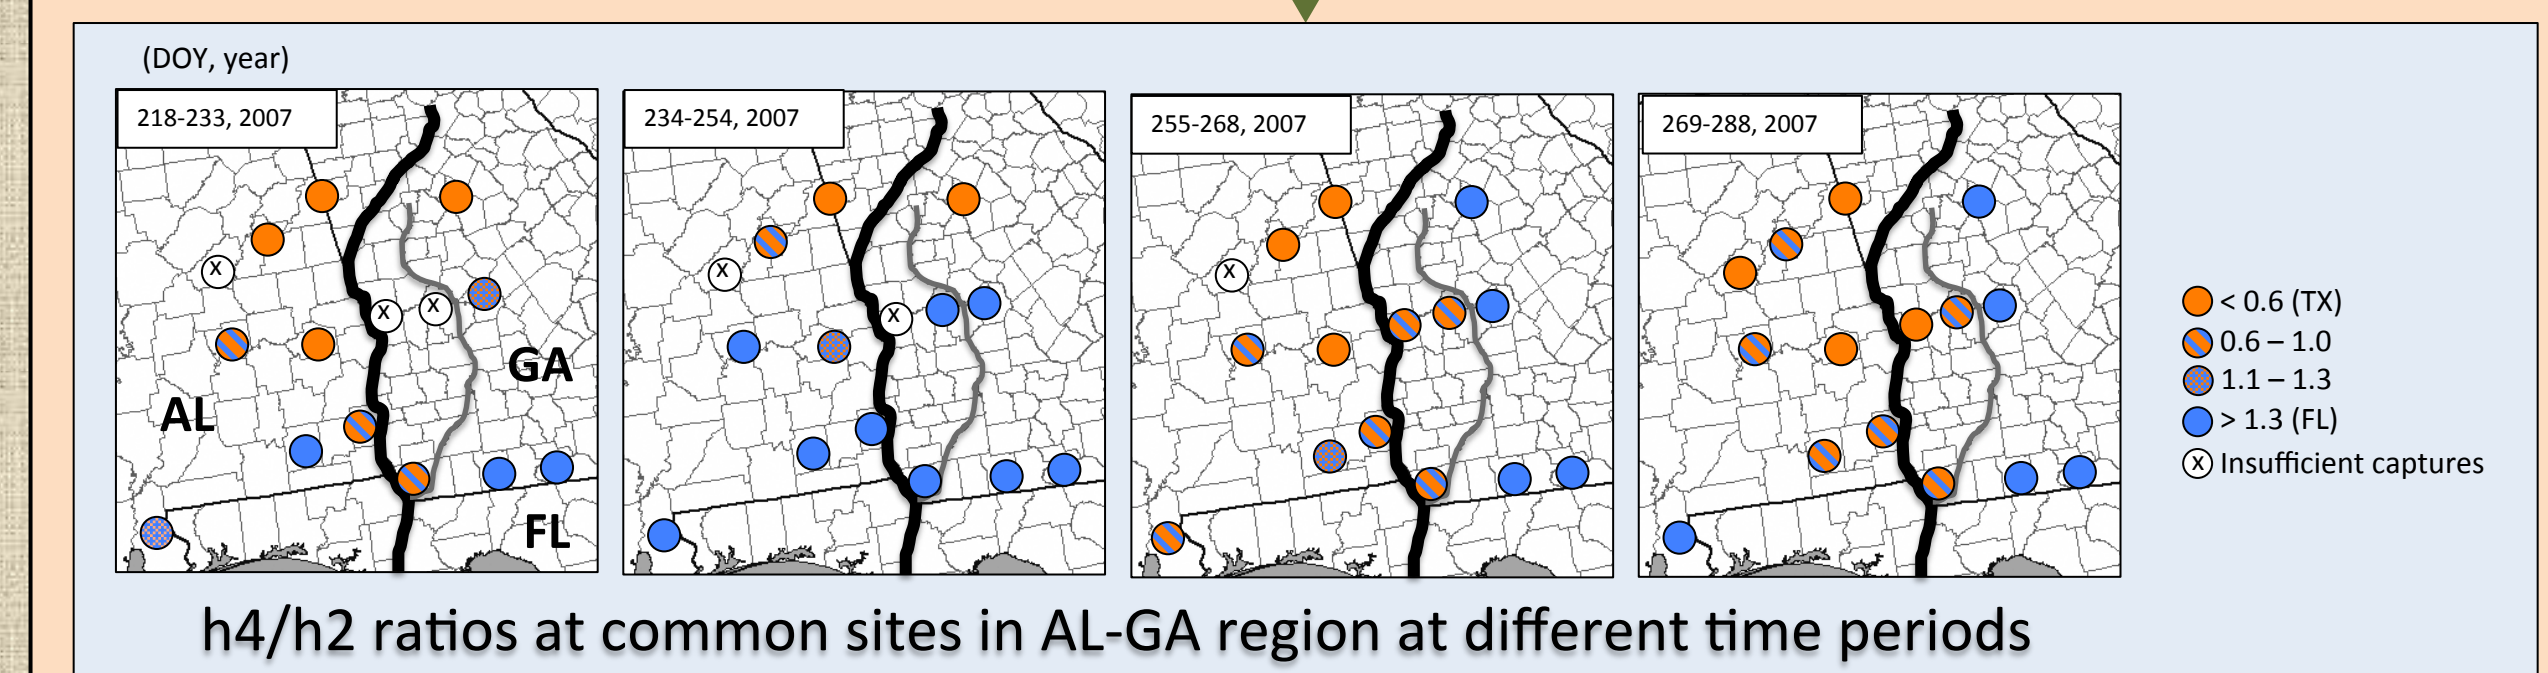 (DOY, year)
218-233, 2007
234-254, 2007
255-268, 2007
269-288, 2007
X
X
X
AL
GA
FL
X
X
X
< 0.6 (TX)
0.6 – 1.0
1.1 – 1.3
> 1.3 (FL)
X Insufficient captures
h4/h2 ratios at common sites in AL-GA region at different time periods